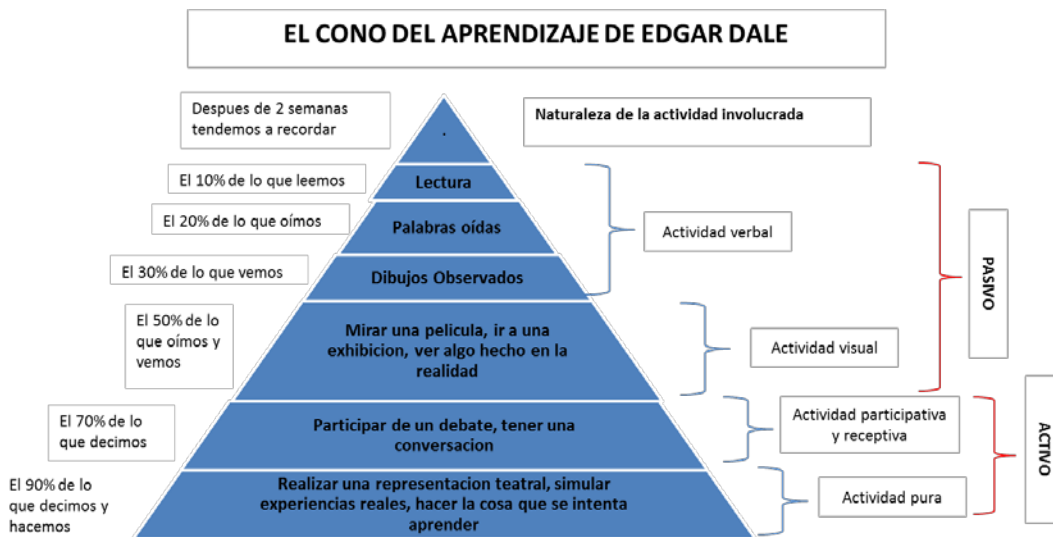 EL CONO DEL APRENDIZAJE DE EDGAR DALE
Despues de 2 semanas
tendemos a recordar
.
Naturaleza de la actividad involucrada
El 10% de lo que leemos
Lectura
El 20% de lo que oímos
Palabras oídas
Actividad verbal
El 30% de lo que vemos
Dibujos Observados
PASIVO
El 50% de lo
que oímos y
vemos
Mirar una pelicula, ir a una
exhibicion, ver algo hecho en la
realidad
Actividad visual
El 70% de lo
que decimos
Participar de un debate, tener una
conversacion
Actividad participativa
y receptiva
ACTIVO
El 90% de lo
que decimos y
hacemos
Realizar una representacion teatral, simular
experiencias reales, hacer la cosa que se intenta
aprender
Actividad pura